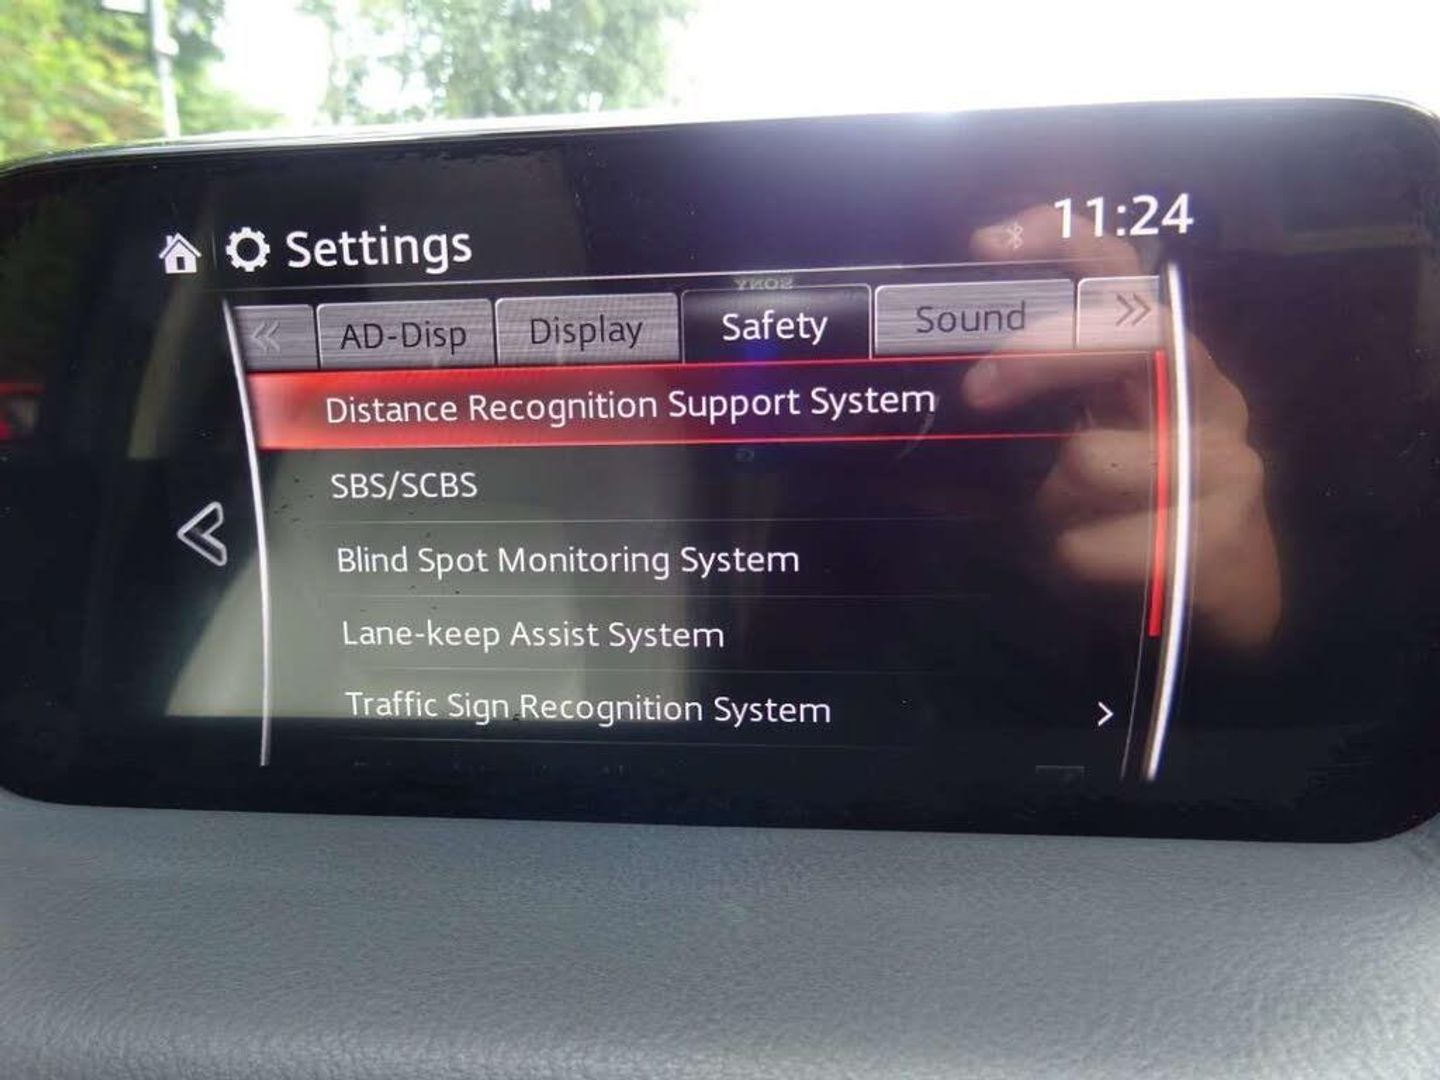 Settings
11:24
AD-Disp
Display
Safety
Sound
SONY
Distance Recognition Support System
SBS/SCBS
Blind Spot Monitoring System
Lane-keep Assist System
Traffic Sign Recognition System